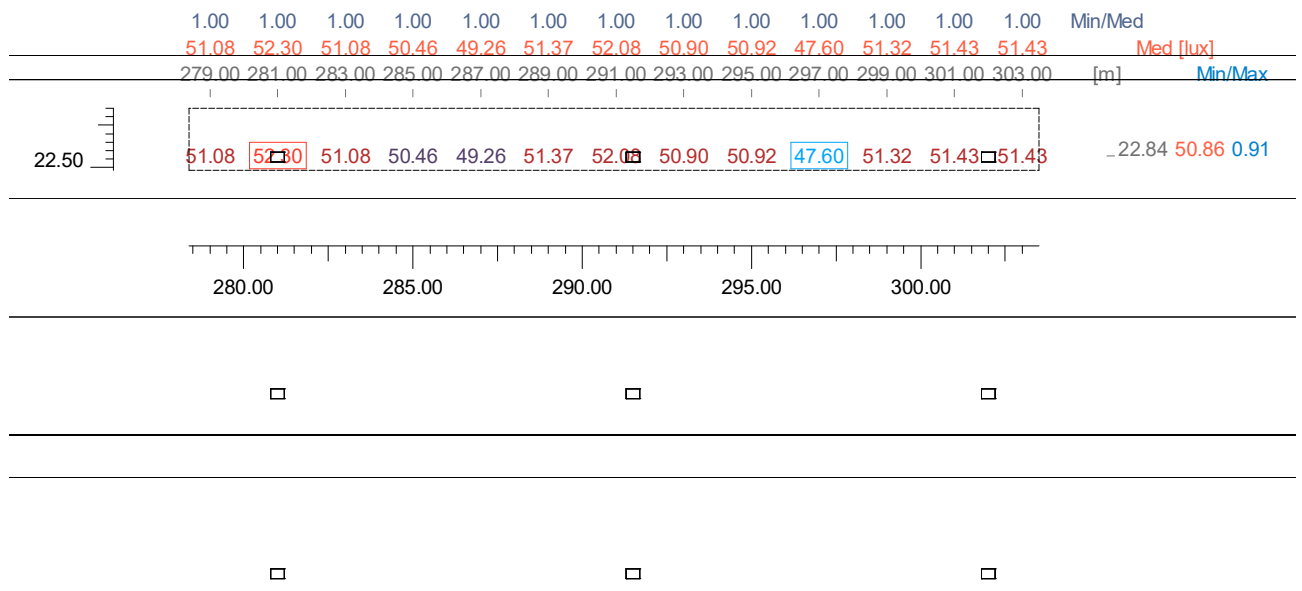 1.00 1.00 1.00 1.00 1.00 1.00 1.00 1.00 1.00 1.00 1.00 1.00 1.00 Min/Med
51.08 52.30 51.08 50.46 49.26 51.37 52.08 50.90 50.92 47.60 51.32 51.43 51.43 Med [lux]
279.00 281.00 283.00 285.00 287.00 289.00 291.00 293.00 295.00 297.00 299.00 301.00 303.00 [m] Min/Max
22.50 51.08 52.30 51.08 50.46 49.26 51.37 52.08 50.90 50.92 47.60 51.32 51.43 51.43 22.84 50.86 0.91
280.00 285.00 290.00 295.00 300.00